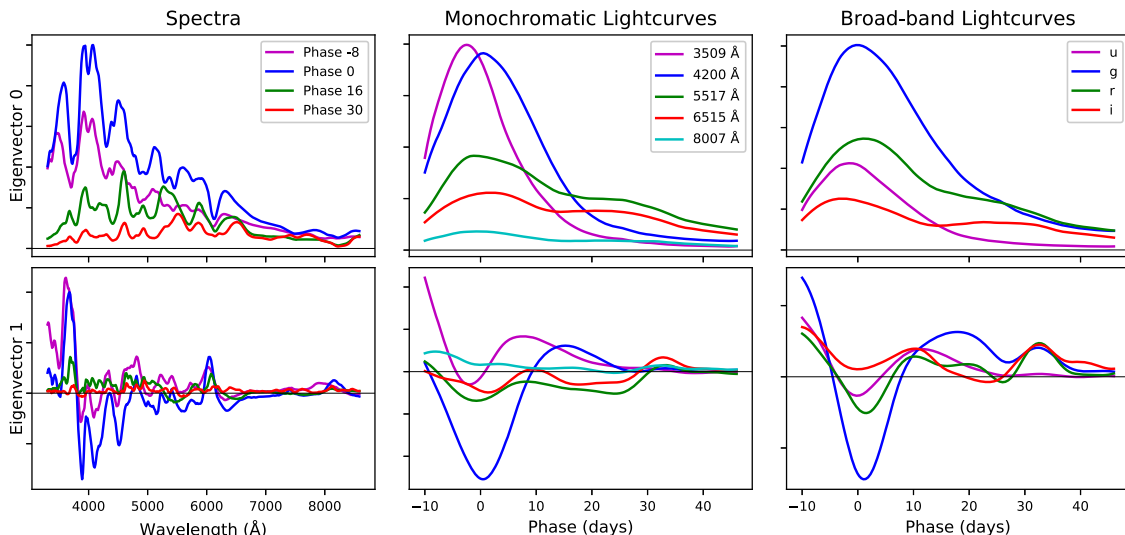 Spectra
Monochromatic Lightcurves
Broad-band Lightcurves
Eigenvector 0
Phase -8
Phase 0
Phase 16
Phase 30
3509 Å
4200 Å
5517 Å
6515 Å
8007 Å
u
g
r
i
Eigenvector 1
4000 5000 6000 7000 8000
−10 0 10 20 30 40
−10 0 10 20 30 40
Wavelength (Å)
Phase (days)
Phase (days)